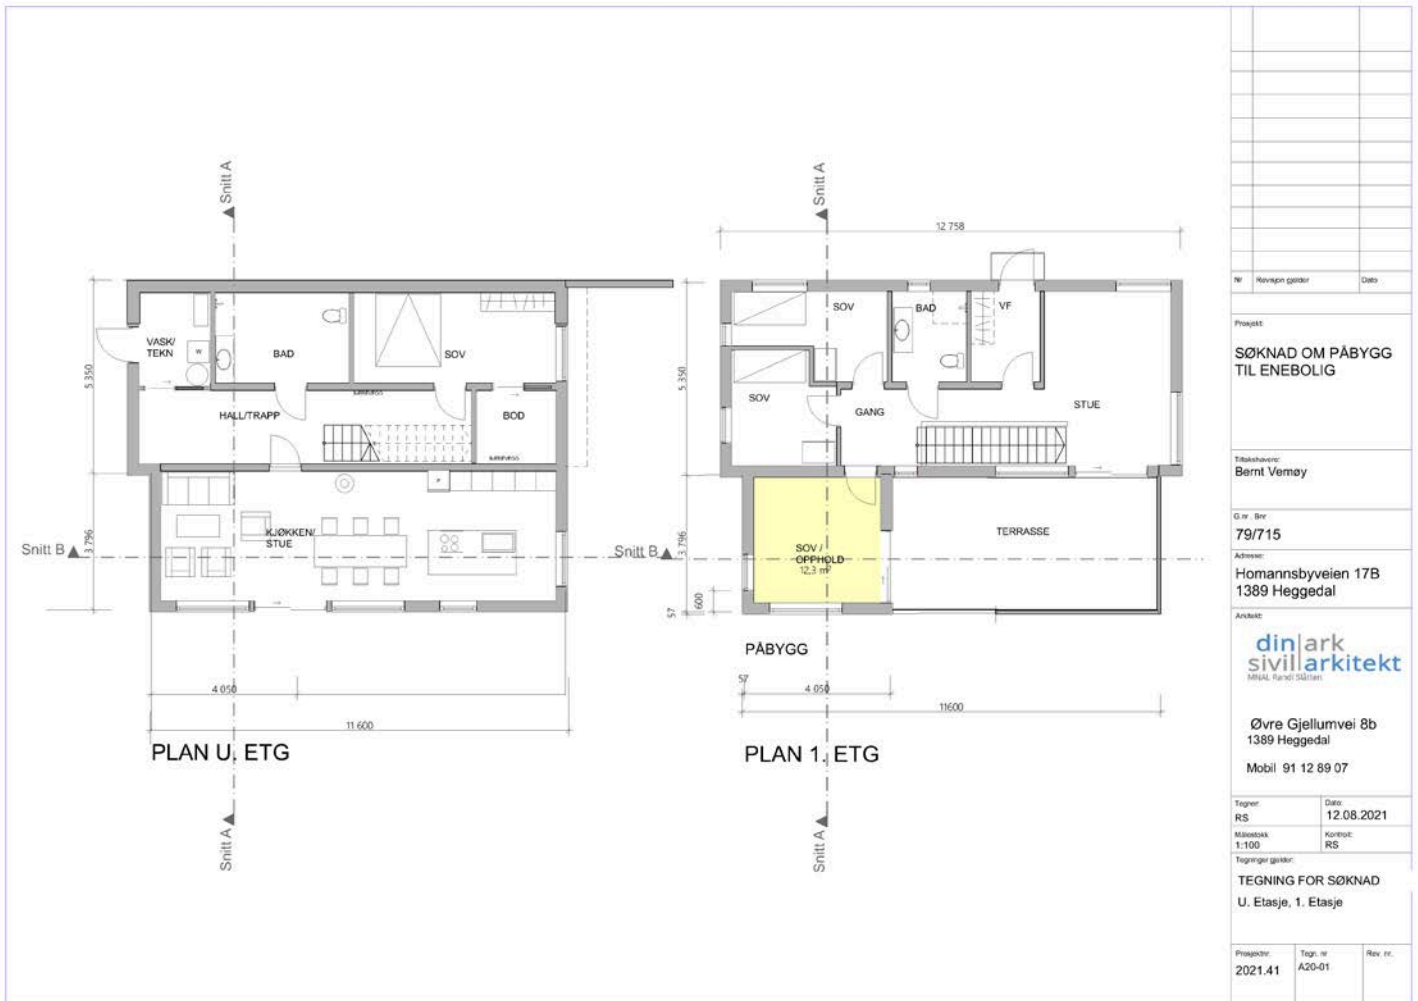 Snitt A
VASK/
TEKN
W
BAD
SOV
HALL/TRAPP
BOD
KJØKKEN/
STUE
F
5 350
3 796
Snitt B
4 050
11 600
PLAN U. ETG
Snitt A
Snitt A
12 758
SOV
BAD
VF
SOV
GANG
STUE
TERRASSE
SOV /
OPPHOLD
12,3 m²
5 350
3 796
600
57
Snitt B
PÅBYGG
57
4 050
11600
PLAN 1. ETG
Snitt A
Nr Revisjon gjelder Dato
Prosjekt:
SØKNAD OM PÅBYGG
TIL ENEBOLIG
Tiltakshavere:
Bernt Vemøy
G.nr. Bnr
79/715
Adresse:
Homannsbyveien 17B
1389 Heggedal
Arkitekt:
din|ark
sivil|arkitekt
MNAL Randi Slåtten
Øvre Gjellumvei 8b
1389 Heggedal
Mobil 91 12 89 07
Tegner: Dato:
RS 12.08.2021
Målestokk Kontroll:
1:100 RS
Tegninger gjelder:
TEGNING FOR SØKNAD
U. Etasje, 1. Etasje
Prosjektnr. Tegn. nr Rev. nr.
2021.41 A20-01